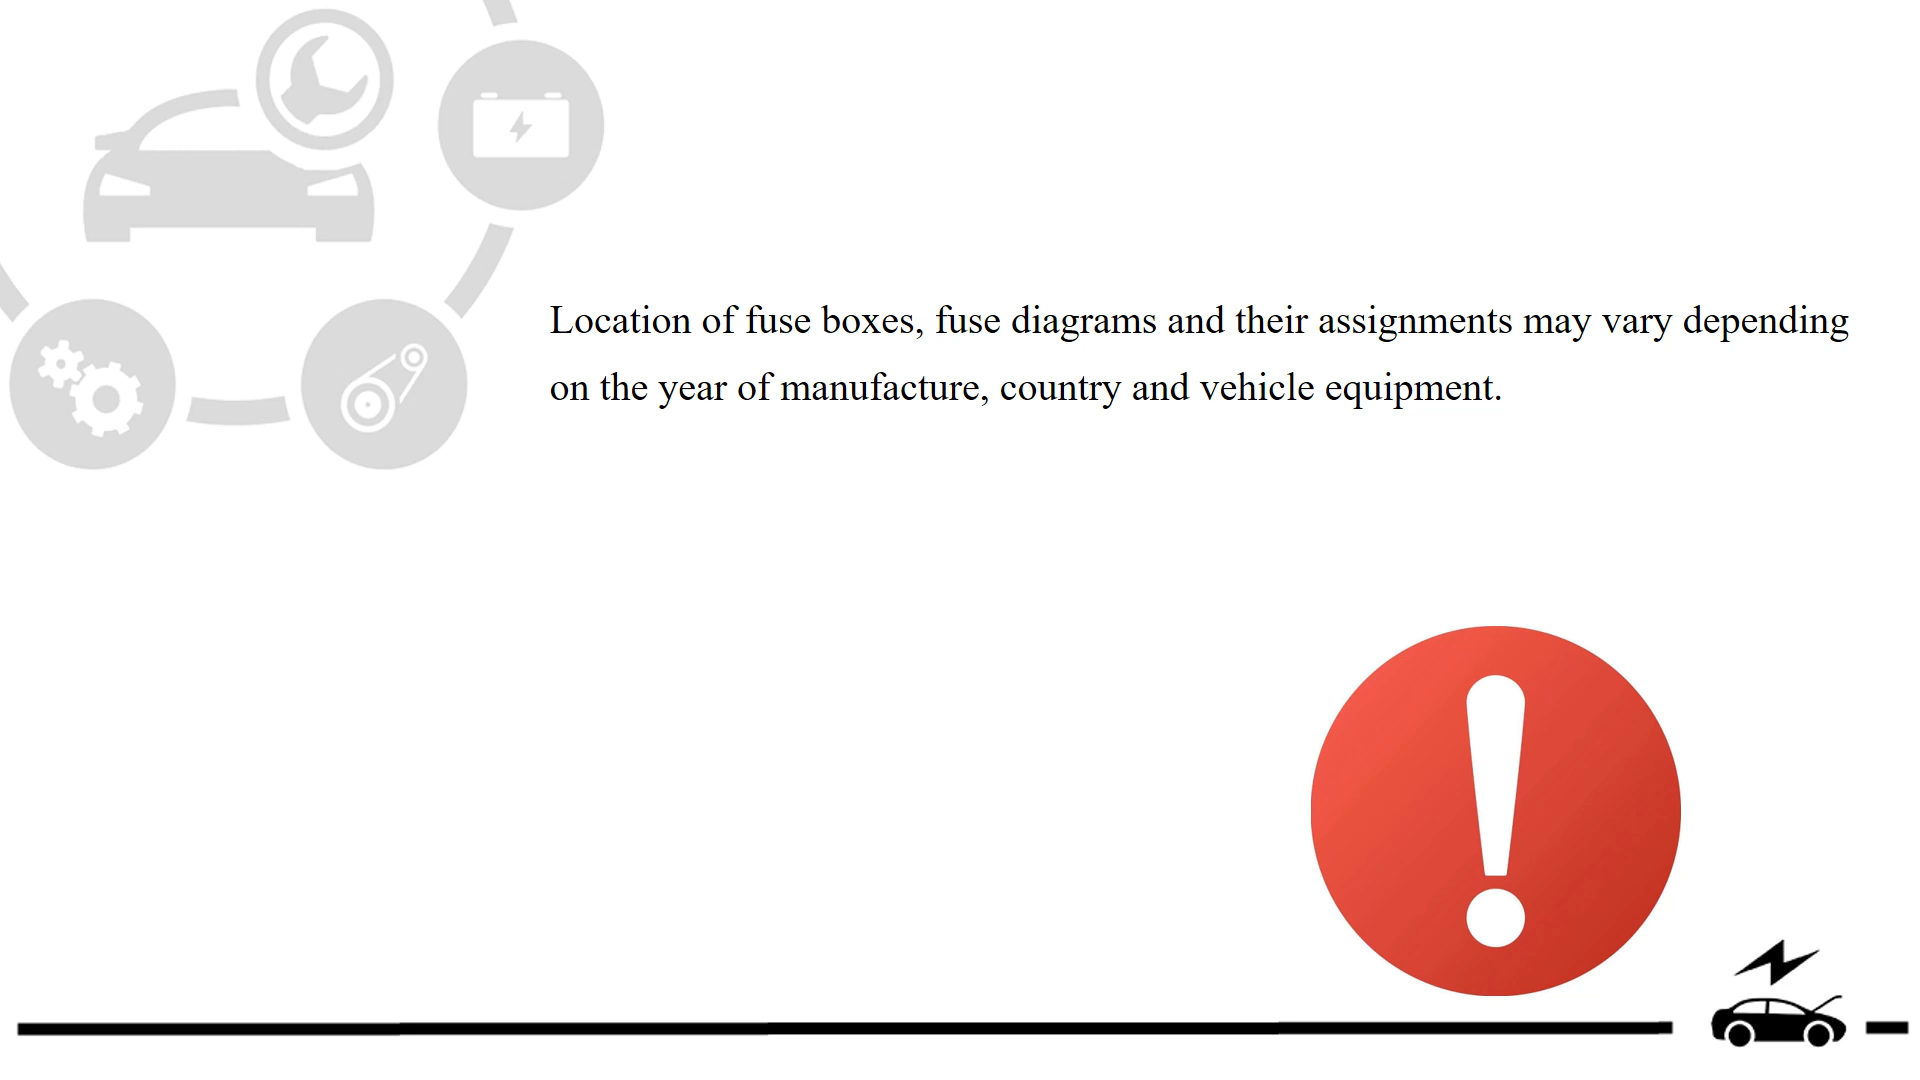 Location of fuse boxes, fuse diagrams and their assignments may vary depending
on the year of manufacture, country and vehicle equipment.